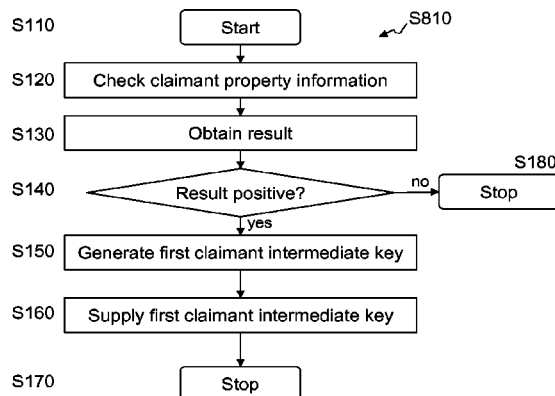 S110
Start
S810
S120
Check claimant property information
S130
Obtain result
S140
Result positive?
no
S180
Stop
yes
S150
Generate first claimant intermediate key
S160
Supply first claimant intermediate key
S170
Stop